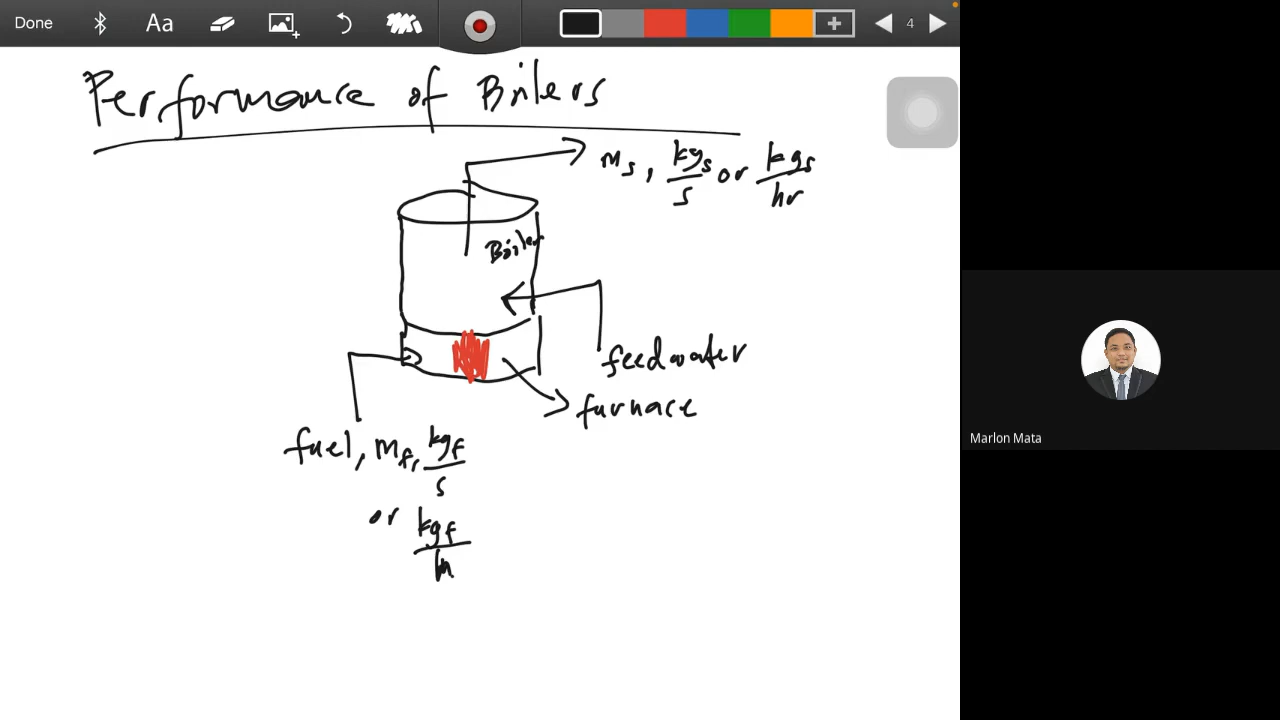 Done
Aa
4
Performance of Boilers
ms, kgs/s or kgs/hr
Boiler
feedwater
furnace
fuel, mf, kgf/s
or kgf/h
Marlon Mata